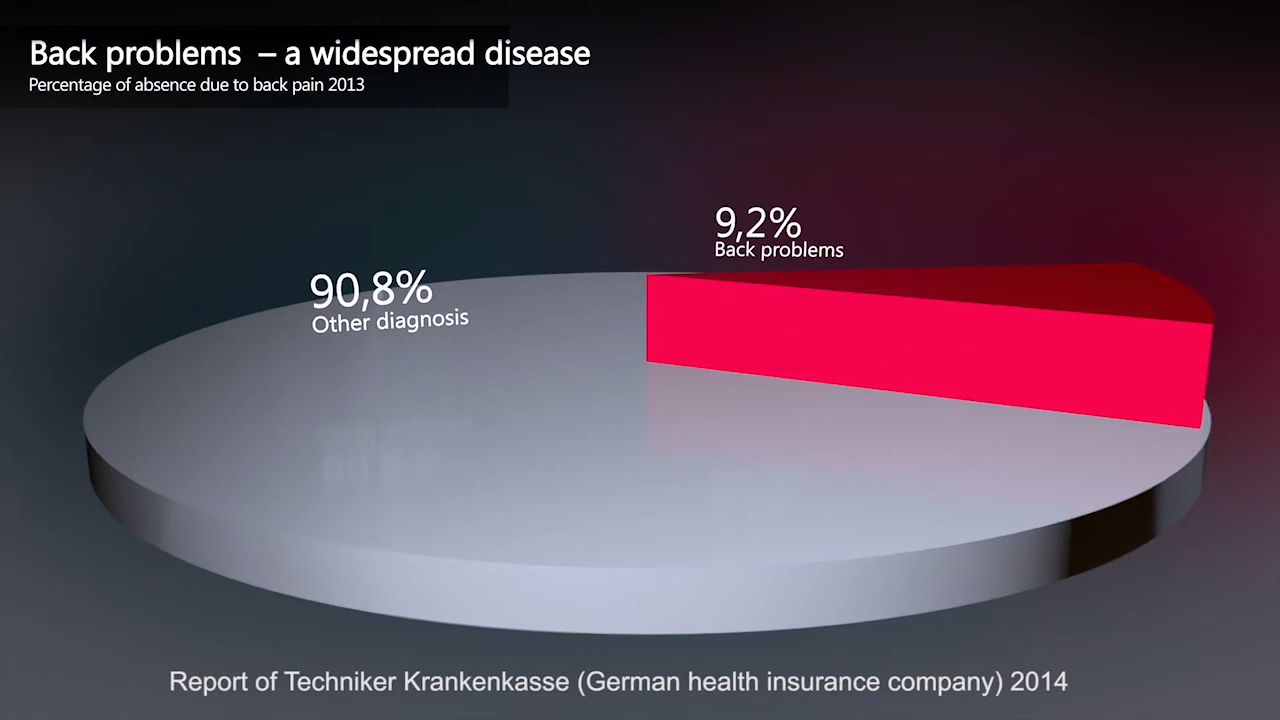 Back problems – a widespread disease
Percentage of absence due to back pain 2013
9,2%
Back problems
90,8%
Other diagnosis
Report of Techniker Krankenkasse (German health insurance company) 2014